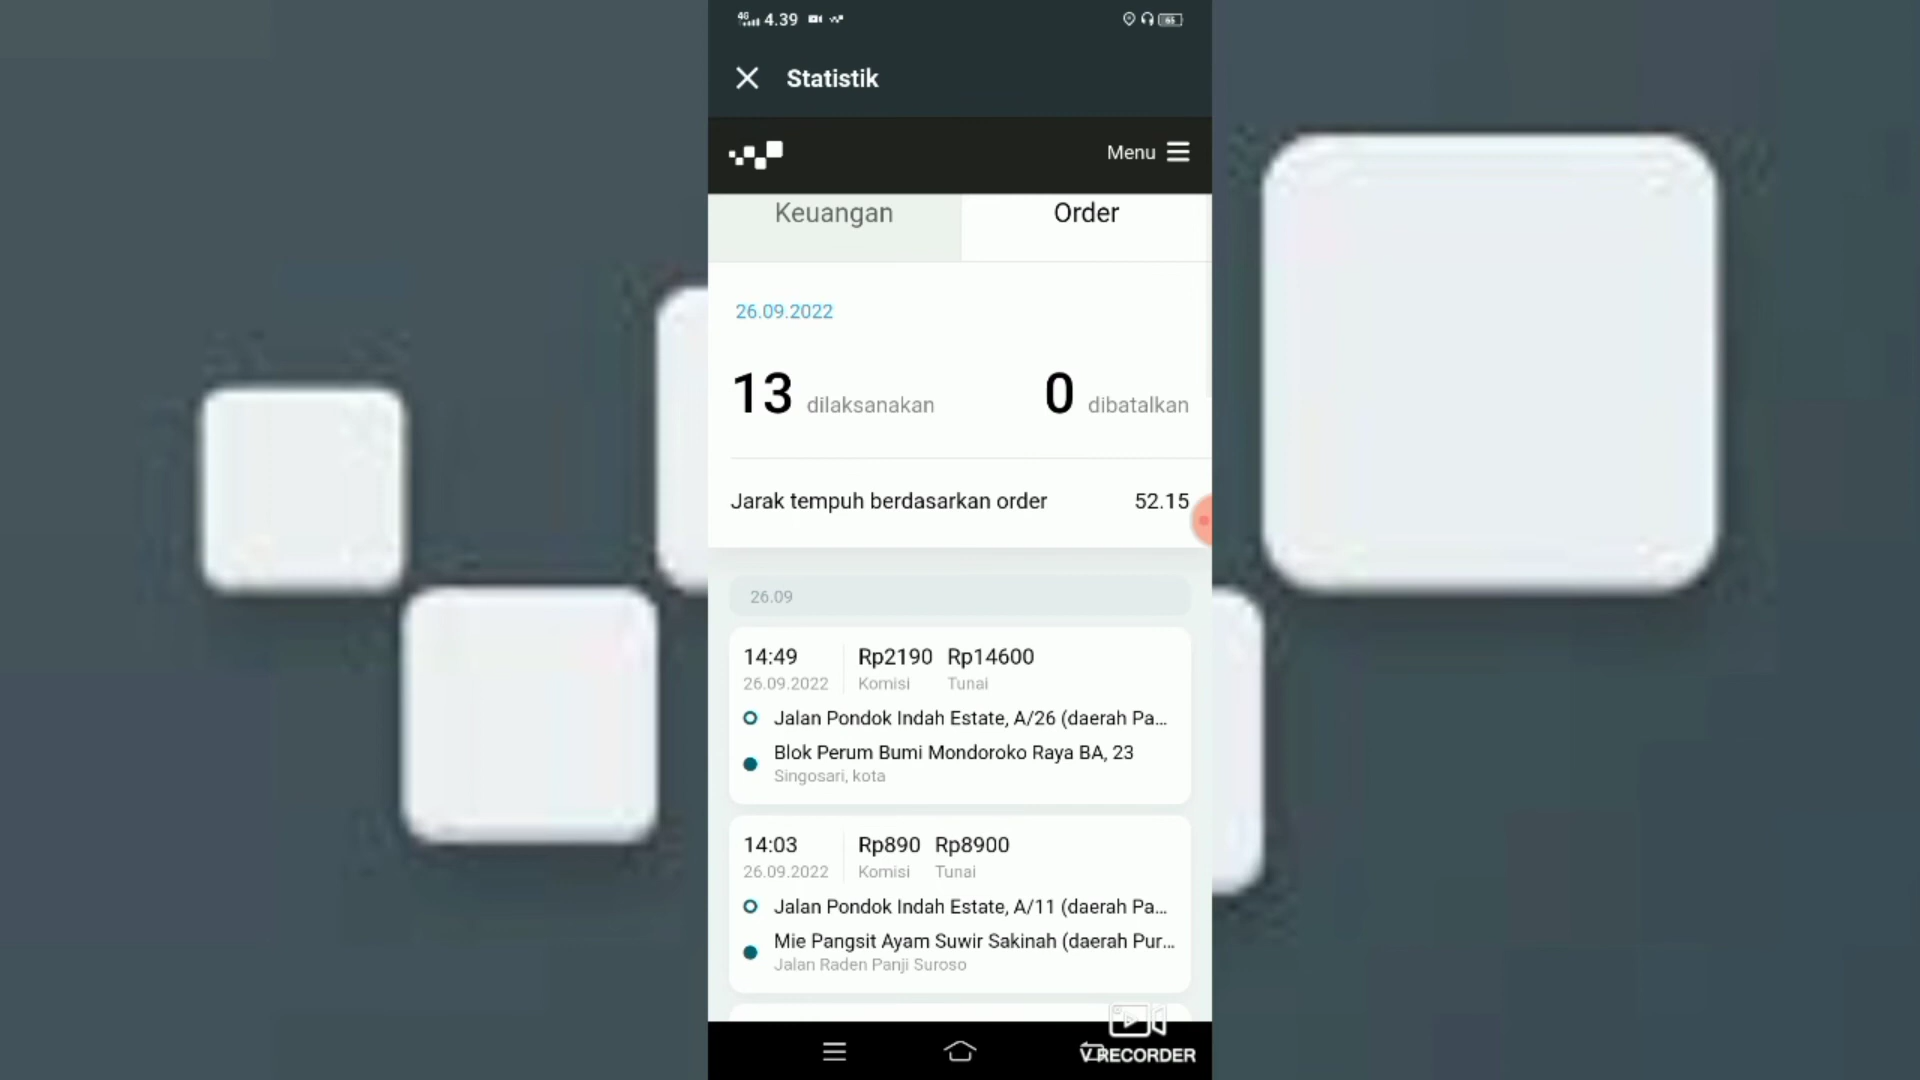 4G 4.39 65
Statistik
Menu
Keuangan Order
26.09.2022
13 dilaksanakan 0 dibatalkan
Jarak tempuh berdasarkan order 52.15
26.09
14:49 Rp2190 Rp14600
26.09.2022 Komisi Tunai
Jalan Pondok Indah Estate, A/26 (daerah Pa...
Blok Perum Bumi Mondoroko Raya BA, 23
Singosari, kota
14:03 Rp890 Rp8900
26.09.2022 Komisi Tunai
Jalan Pondok Indah Estate, A/11 (daerah Pa...
Mie Pangsit Ayam Suwir Sakinah (daerah Pur...
Jalan Raden Panji Suroso
V RECORDER